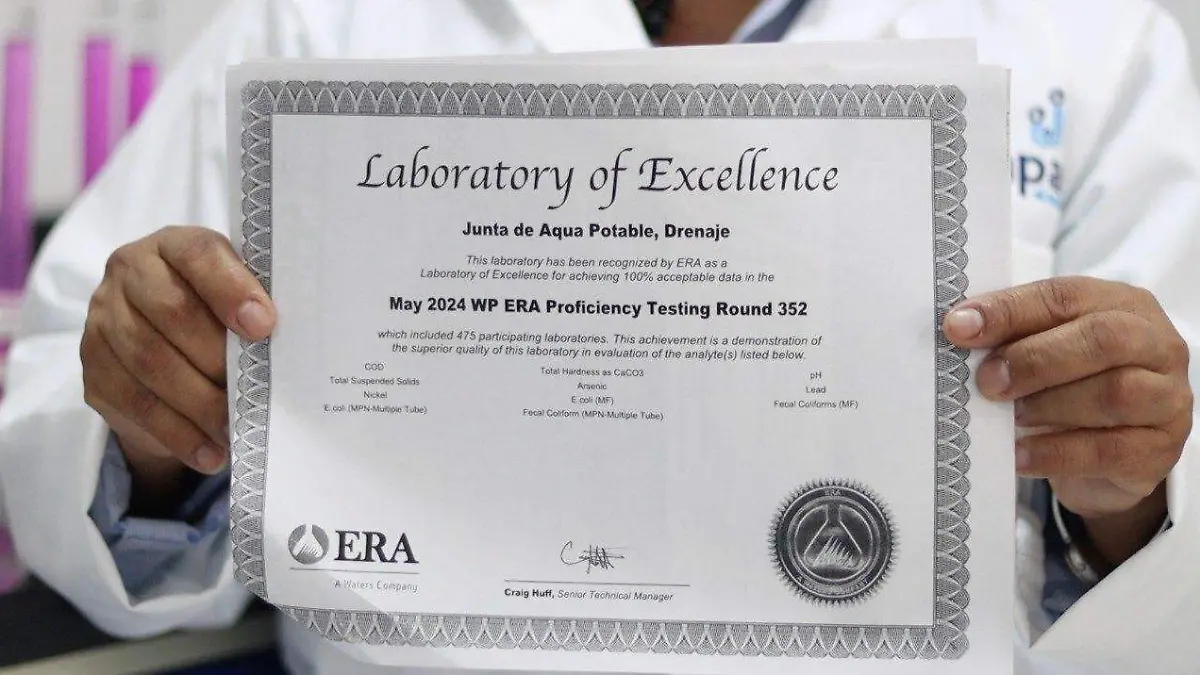 Laboratory of Excellence
Junta de Aqua Potable, Drenaje
This laboratory has been recognized by ERA as a
Laboratory of Excellence for achieving 100% acceptable data in the
May 2024 WP ERA Proficiency Testing Round 352
which included 475 participating laboratories. This achievement is a demonstration of
the superior quality of this laboratory in evaluation of the analyte(s) listed below.
COD Total Hardness as CaCO3 pH
Total Suspended Solids Arsenic Lead
Nickel E.coli (MF) Fecal Coliforms (MF)
E.coli (MPN-Multiple Tube) Fecal Coliform (MPN-Multiple Tube)
ERA
A Waters Company
Craig Huff, Senior Technical Manager
ERA